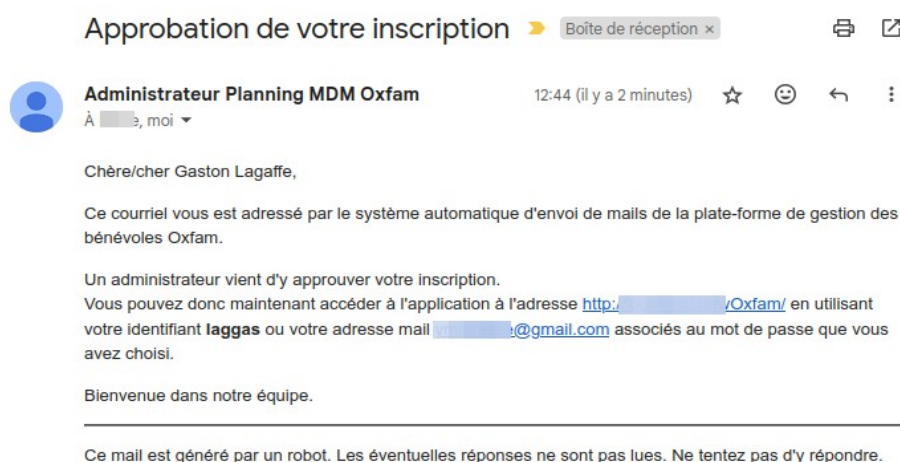 Approbation de votre inscription Boîte de réception ×
Administrateur Planning MDM Oxfam 12:44 (il y a 2 minutes)
À e, moi
Chère/cher Gaston Lagaffe,
Ce courriel vous est adressé par le système automatique d'envoi de mails de la plate-forme de gestion des
bénévoles Oxfam.
Un administrateur vient d'y approuver votre inscription.
Vous pouvez donc maintenant accéder à l'application à l'adresse http: Oxfam/ en utilisant
votre identifiant laggas ou votre adresse mail @gmail.com associés au mot de passe que vous
avez choisi.
Bienvenue dans notre équipe.
Ce mail est généré par un robot. Les éventuelles réponses ne sont pas lues. Ne tentez pas d'y répondre.